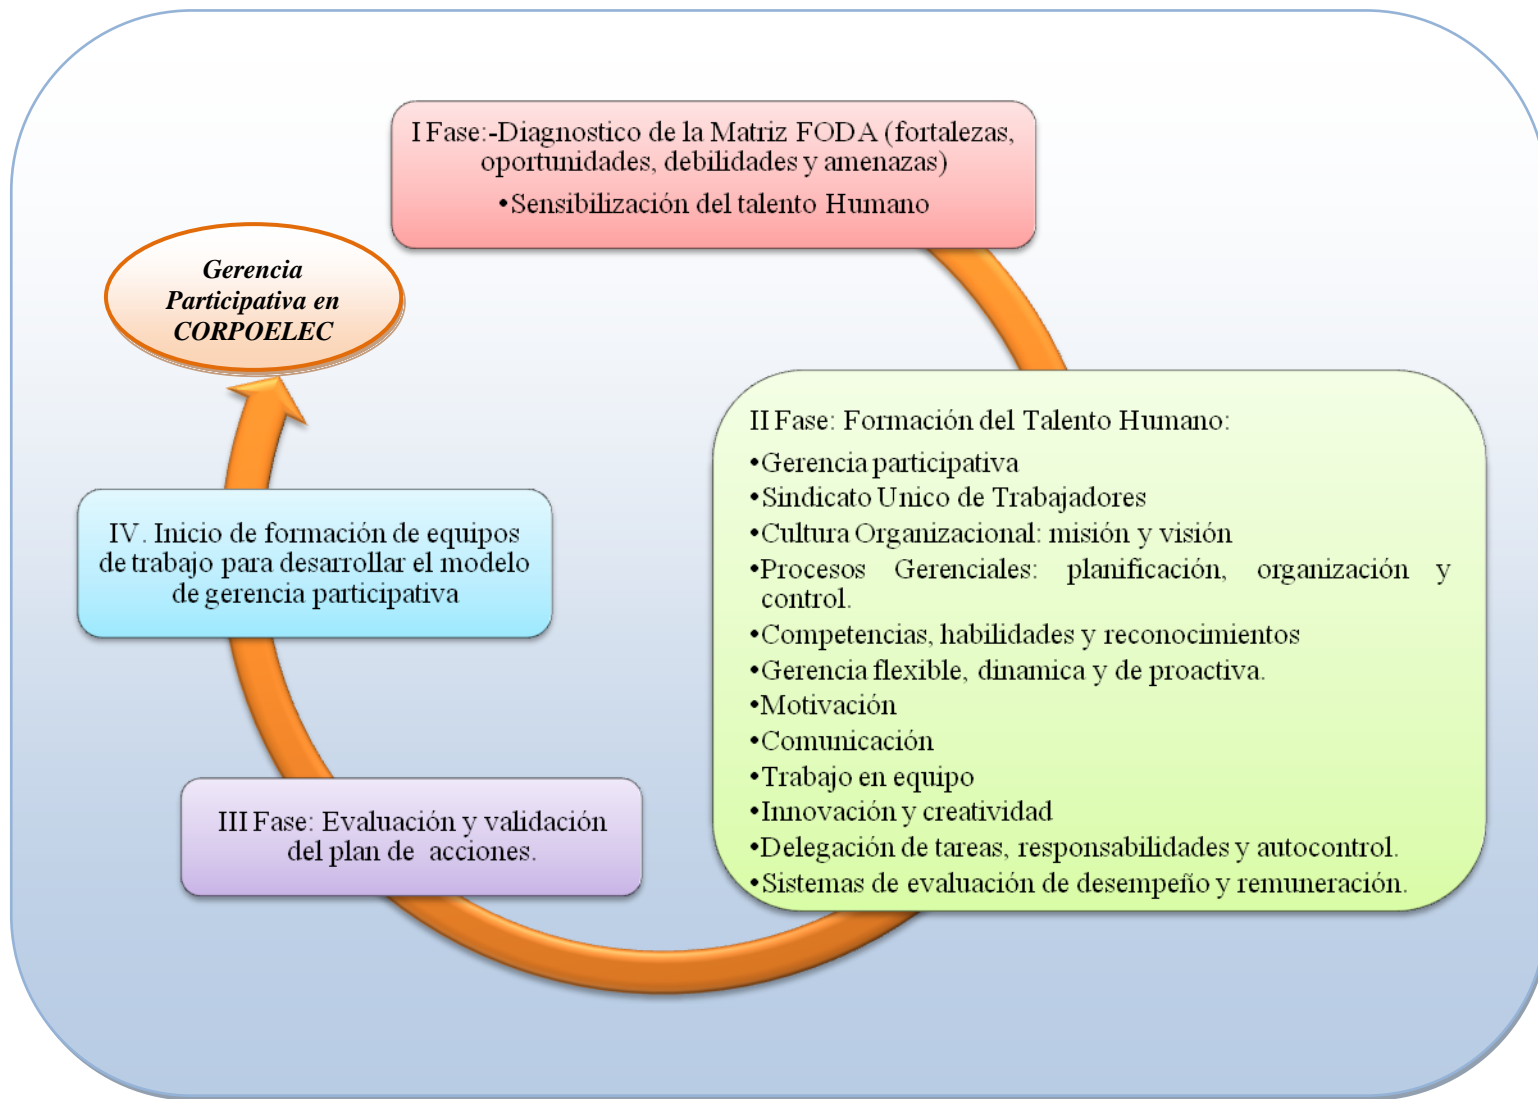 I Fase:-Diagnostico de la Matriz FODA (fortalezas,
oportunidades, debilidades y amenazas)
•Sensibilización del talento Humano
Gerencia
Participativa en
CORPOELEC
II Fase: Formación del Talento Humano:
•Gerencia participativa
•Sindicato Unico de Trabajadores
•Cultura Organizacional: misión y visión
•Procesos Gerenciales: planificación, organización y
control.
•Competencias, habilidades y reconocimientos
•Gerencia flexible, dinamica y de proactiva.
•Motivación
•Comunicación
•Trabajo en equipo
•Innovación y creatividad
•Delegación de tareas, responsabilidades y autocontrol.
•Sistemas de evaluación de desempeño y remuneración.
III Fase: Evaluación y validación
del plan de acciones.
IV. Inicio de formación de equipos
de trabajo para desarrollar el modelo
de gerencia participativa